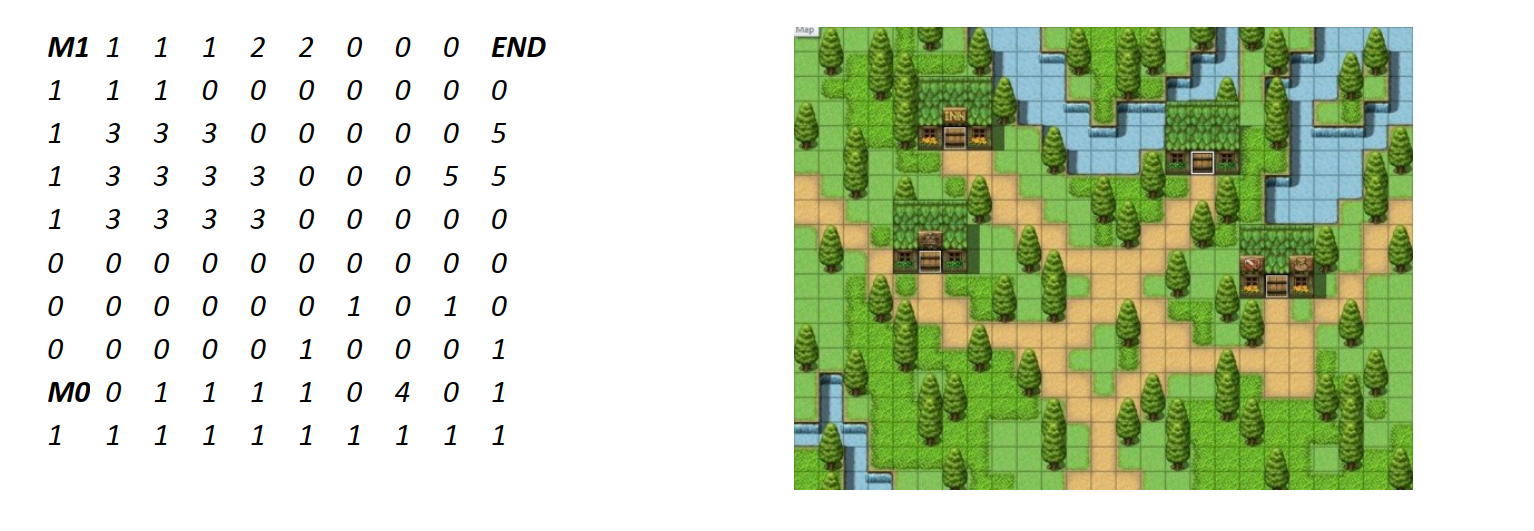 M1 1 1 1 2 2 0 0 0 END
1 1 1 0 0 0 0 0 0 0
1 3 3 3 0 0 0 0 0 5
1 3 3 3 3 0 0 0 5 5
1 3 3 3 3 0 0 0 0 0
0 0 0 0 0 0 0 0 0 0
0 0 0 0 0 0 1 0 1 0
0 0 0 0 0 1 0 0 0 1
M0 0 1 1 1 1 0 4 0 1
1 1 1 1 1 1 1 1 1 1
Map
INN